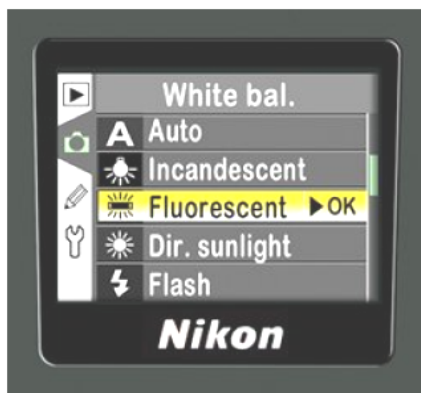 White bal.
A Auto
Incandescent
Fluorescent ▶OK
Dir. sunlight
Flash
Nikon